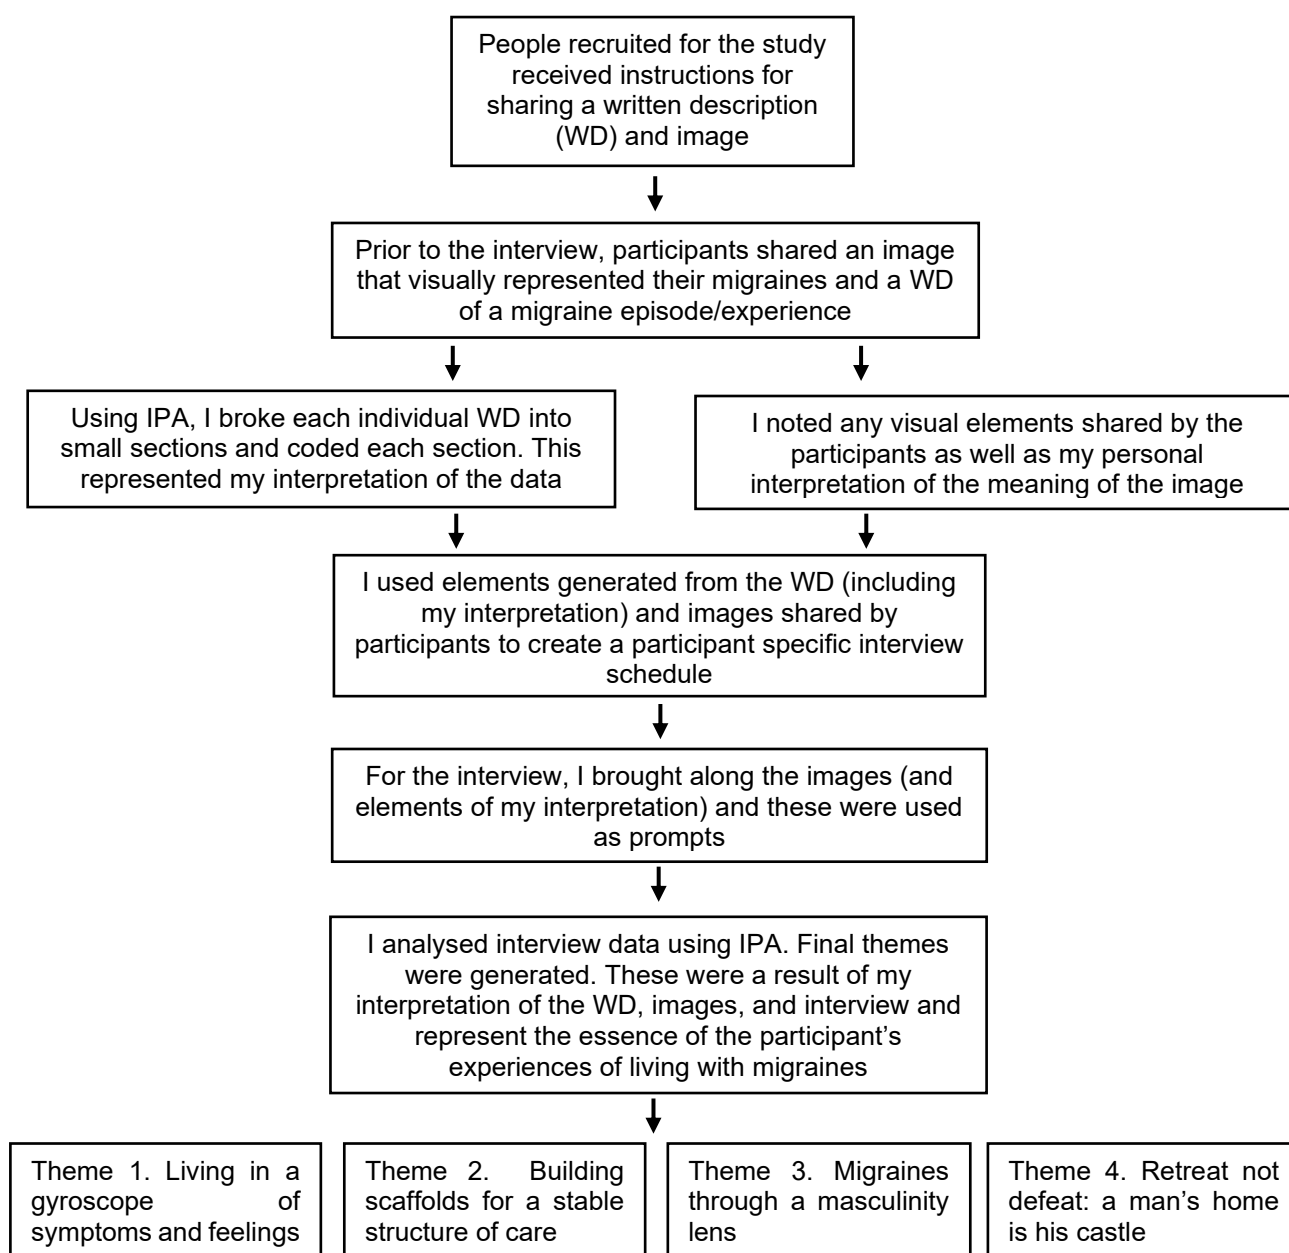 People recruited for the study
received instructions for
sharing a written description
(WD) and image
Prior to the interview, participants shared an image
that visually represented their migraines and a WD
of a migraine episode/experience
Using IPA, I broke each individual WD into
small sections and coded each section. This
represented my interpretation of the data
I noted any visual elements shared by the
participants as well as my personal
interpretation of the meaning of the image
I used elements generated from the WD (including
my interpretation) and images shared by
participants to create a participant specific interview
schedule
For the interview, I brought along the images (and
elements of my interpretation) and these were used
as prompts
I analysed interview data using IPA. Final themes
were generated. These were a result of my
interpretation of the WD, images, and interview and
represent the essence of the participant’s
experiences of living with migraines
Theme 1. Living in a
gyroscope of
symptoms and feelings
Theme 2. Building
scaffolds for a stable
structure of care
Theme 3. Migraines
through a masculinity
lens
Theme 4. Retreat not
defeat: a man’s home
is his castle